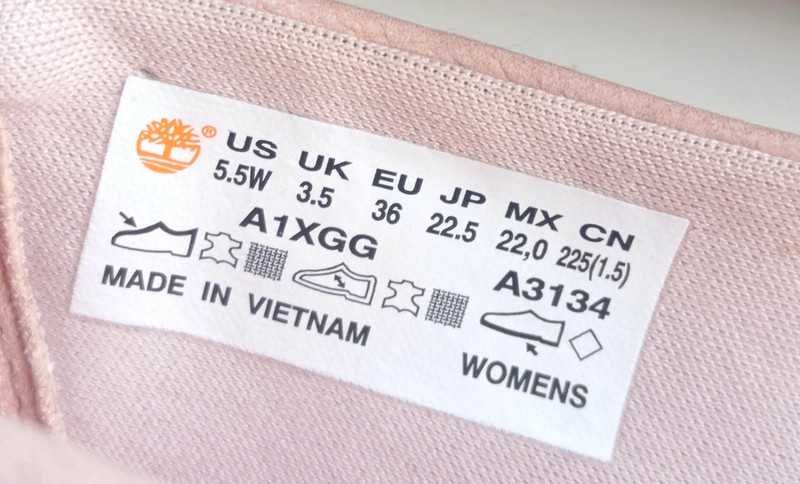 ® US UK EU JP MX CN
5.5W 3.5 36 22.5 22,0 225(1.5)
A1XGG A3134
MADE IN VIETNAM WOMENS